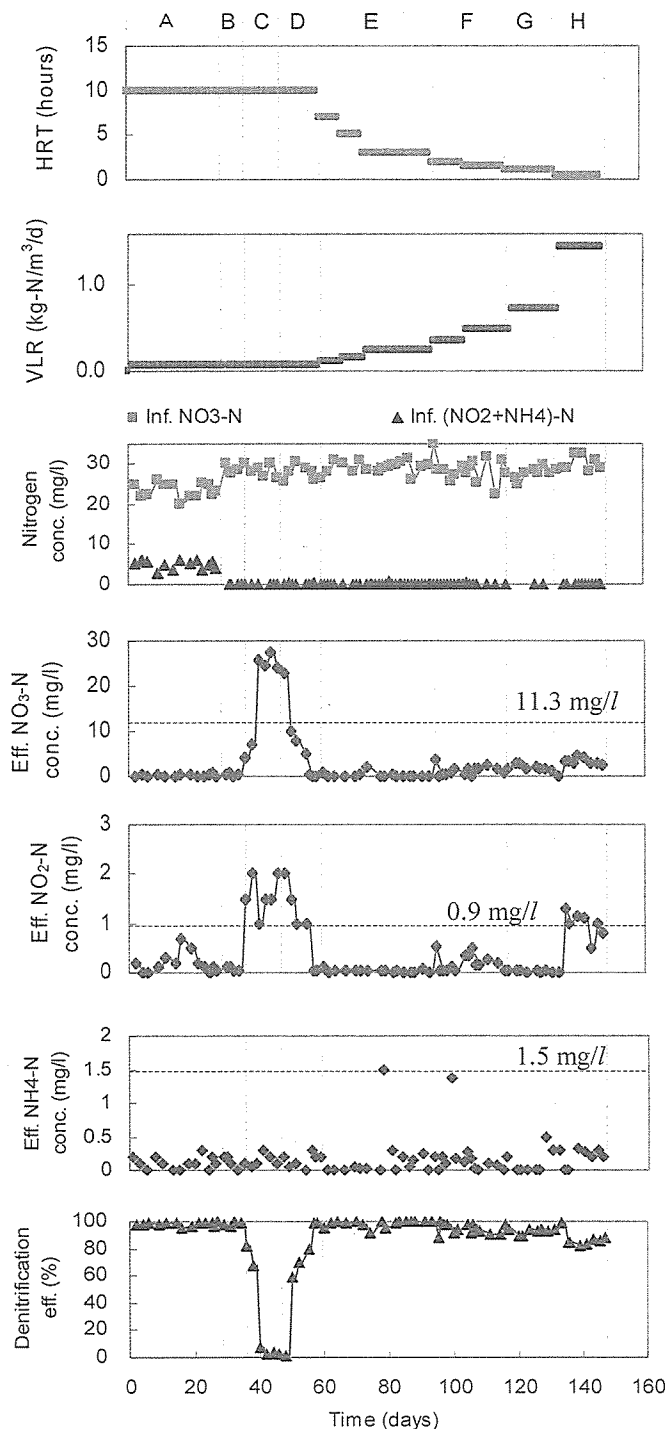 A B C D E F G H
HRT (hours)
15
10
5
0
VLR (kg-N/m³/d)
1.0
0.0
Inf. NO3-N
Inf. (NO2+NH4)-N
Nitrogen
conc. (mg/l)
30
20
10
0
Eff. NO₃-N
conc. (mg/l)
30
20
10
0
11.3 mg/l
Eff. NO₂-N
conc. (mg/l)
3
2
1
0
0.9 mg/l
Eff. NH4-N
conc. (mg/l)
2
1.5
1
0.5
0
1.5 mg/l
Denitrification
eff. (%)
100
80
60
40
20
0
0 20 40 60 80 100 120 140 160
Time (days)